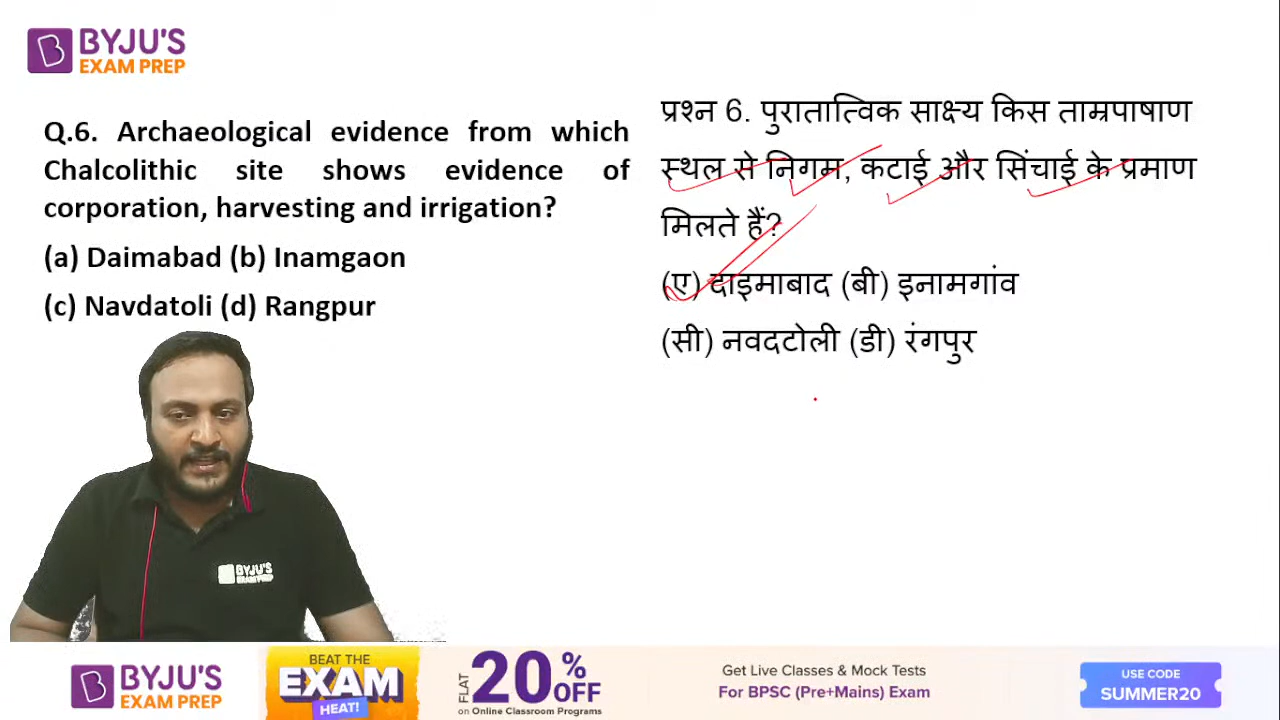 BYJU'S
EXAM PREP
Q.6. Archaeological evidence from which
Chalcolithic site shows evidence of
corporation, harvesting and irrigation?
(a) Daimabad (b) Inamgaon
(c) Navdatoli (d) Rangpur
प्रश्न 6. पुरातात्विक साक्ष्य किस ताम्रपाषाण
स्थल से निगम, कटाई और सिंचाई के प्रमाण
मिलते हैं?
(ए) दाइमाबाद (बी) इनामगांव
(सी) नवदटोली (डी) रंगपुर
BYJU'S
EXAM PREP
BYJU'S
EXAM PREP
BEAT THE
EXAM
HEAT!
FLAT 20% OFF
on Online Classroom Programs
Get Live Classes & Mock Tests
For BPSC (Pre+Mains) Exam
USE CODE
SUMMER20